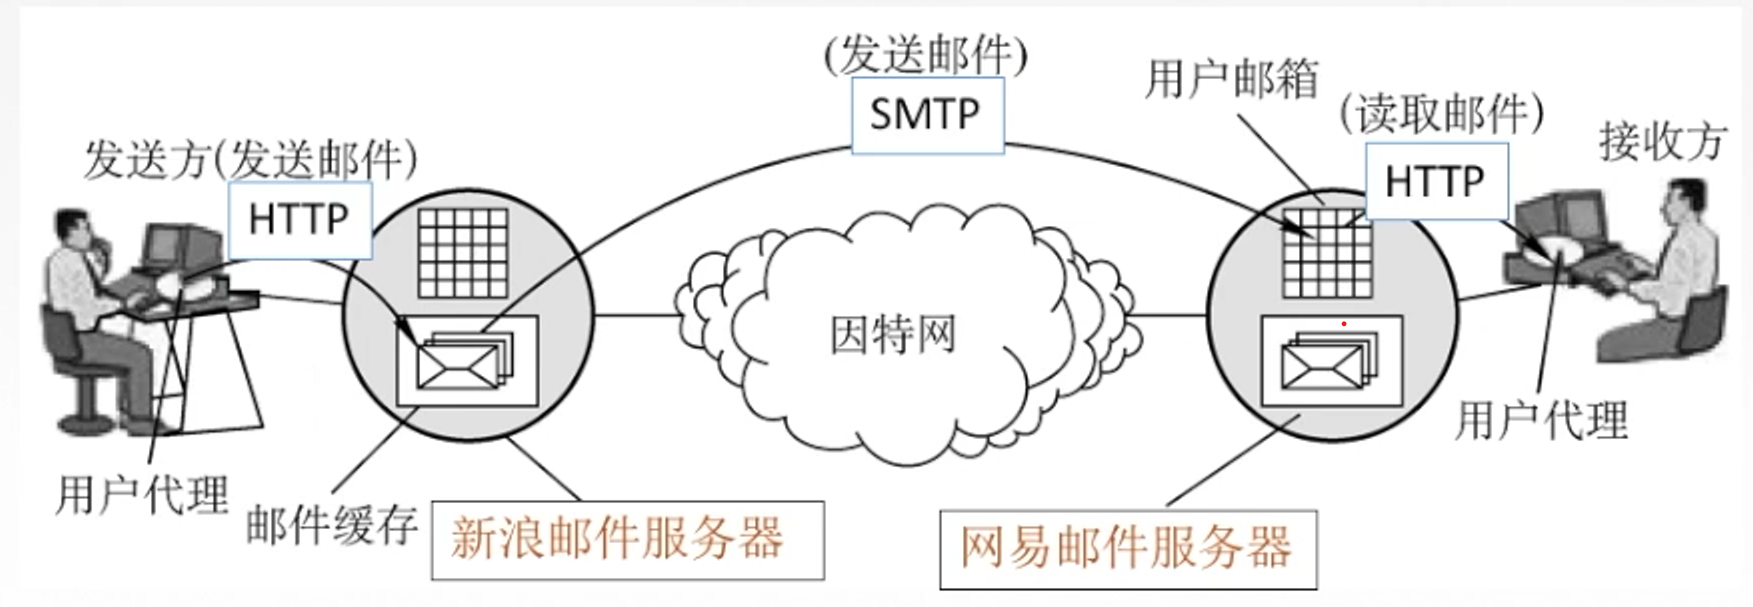 (发送邮件)
SMTP
用户邮箱
(读取邮件)
HTTP
接收方
发送方(发送邮件)
HTTP
因特网
用户代理
用户代理
邮件缓存
新浪邮件服务器
网易邮件服务器